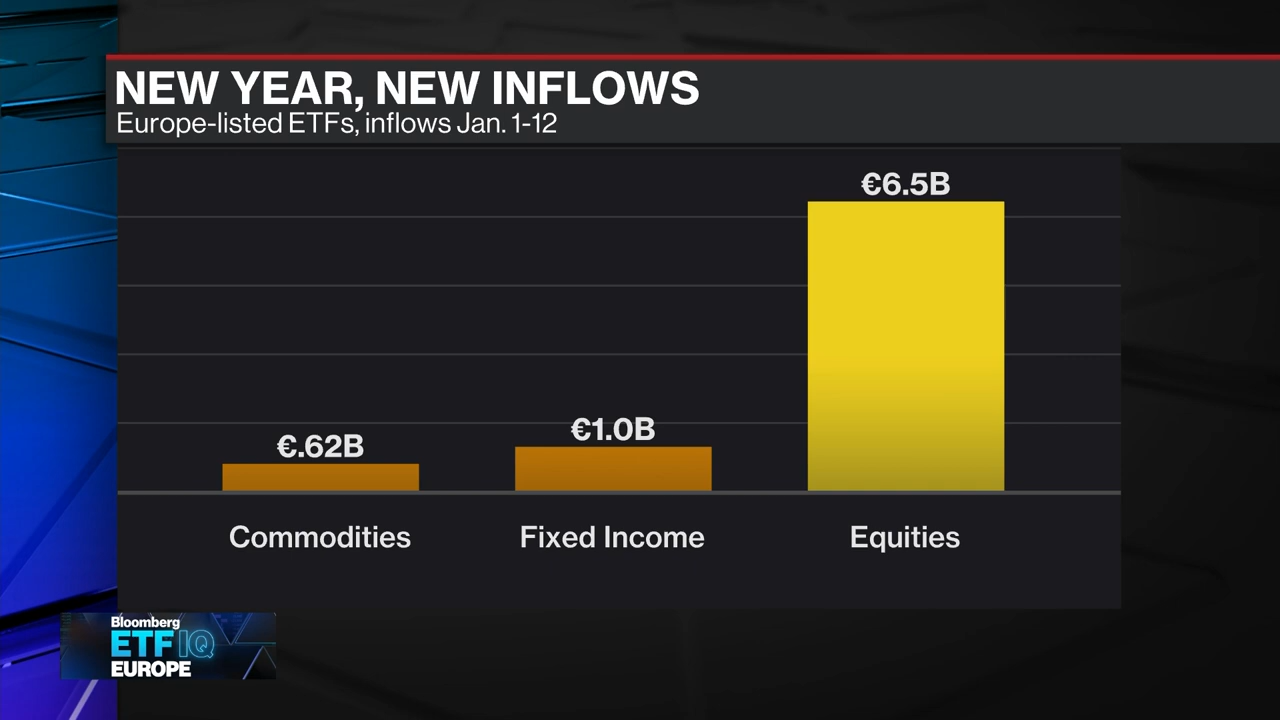 NEW YEAR, NEW INFLOWS
Europe-listed ETFs, inflows Jan. 1-12
€.62B
€1.0B
€6.5B
Commodities
Fixed Income
Equities
Bloomberg
ETF IQ
EUROPE